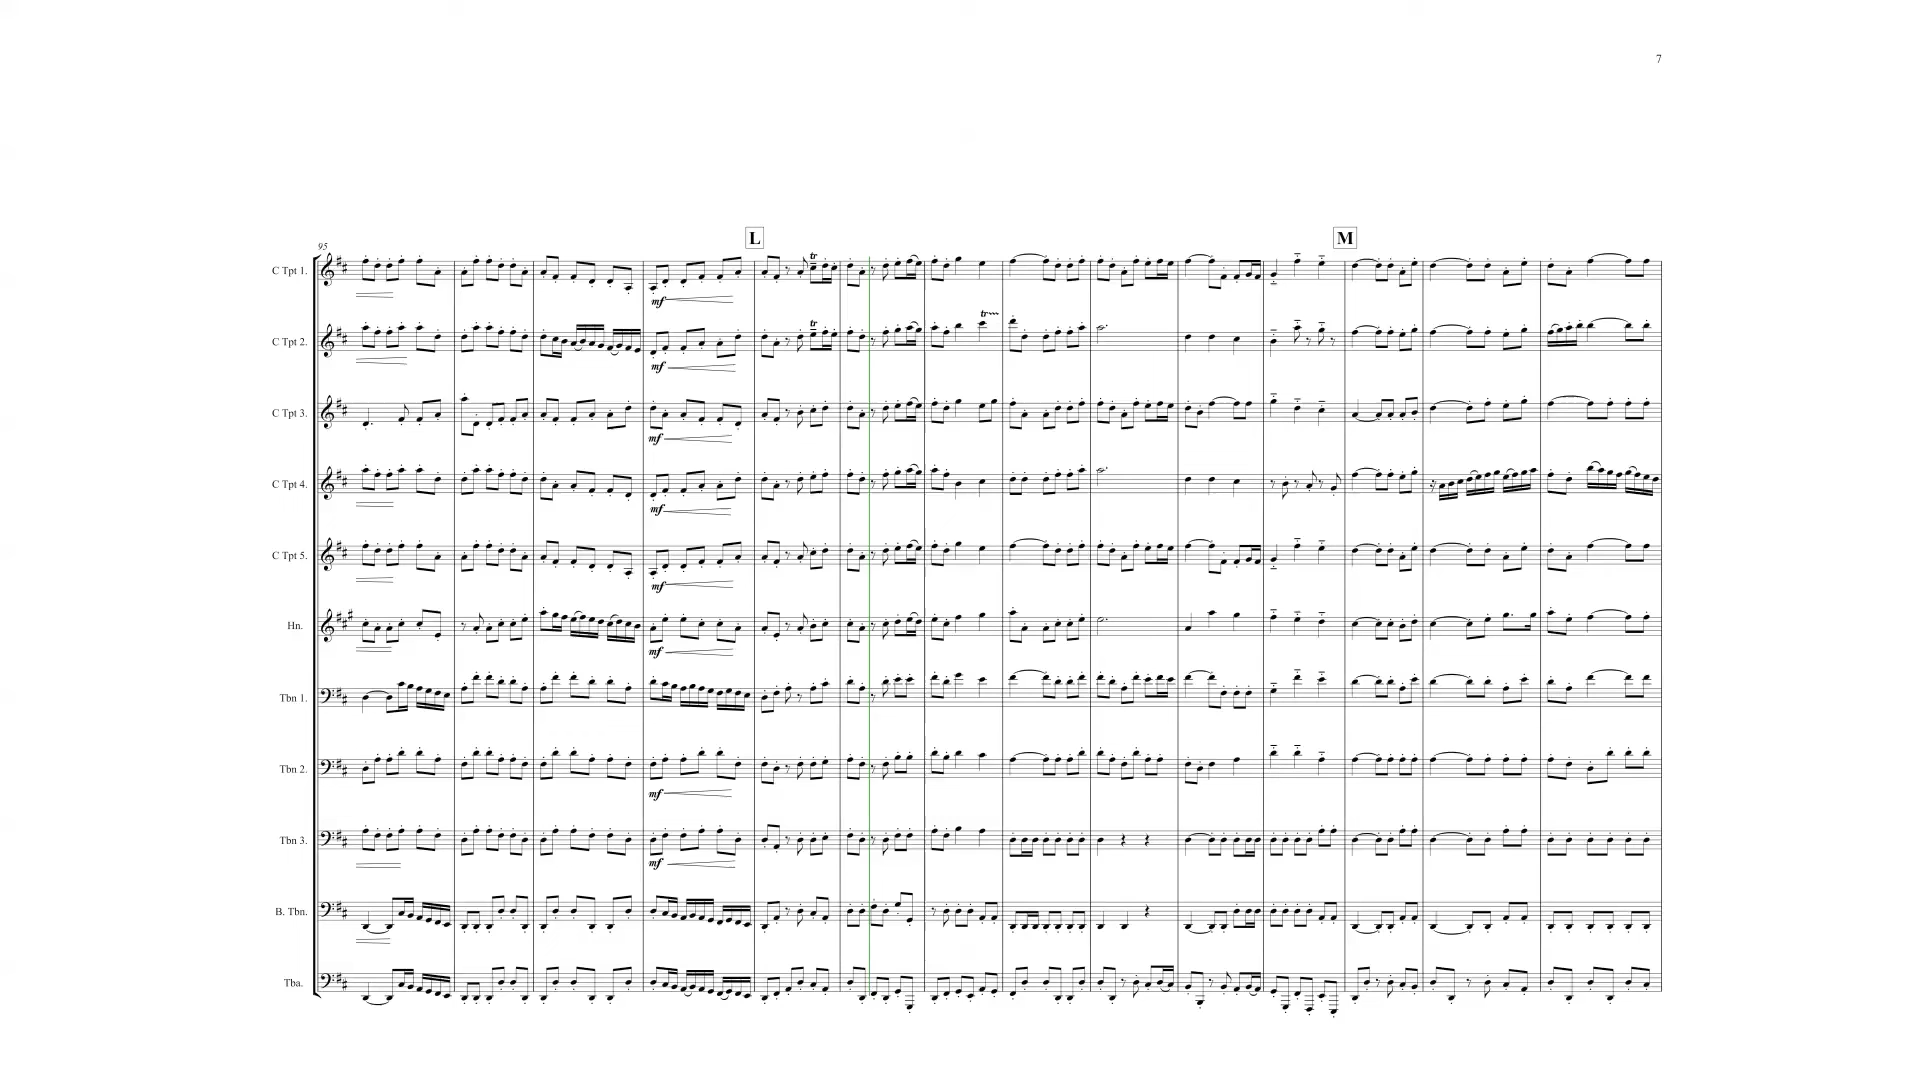 7
L
M
95
C Tpt 1.
tr
mf
C Tpt 2.
tr
tr
mf
C Tpt 3.
mf
C Tpt 4.
mf
C Tpt 5.
mf
Hn.
mf
Tbn 1.
Tbn 2.
mf
Tbn 3.
mf
B. Tbn.
Tba.